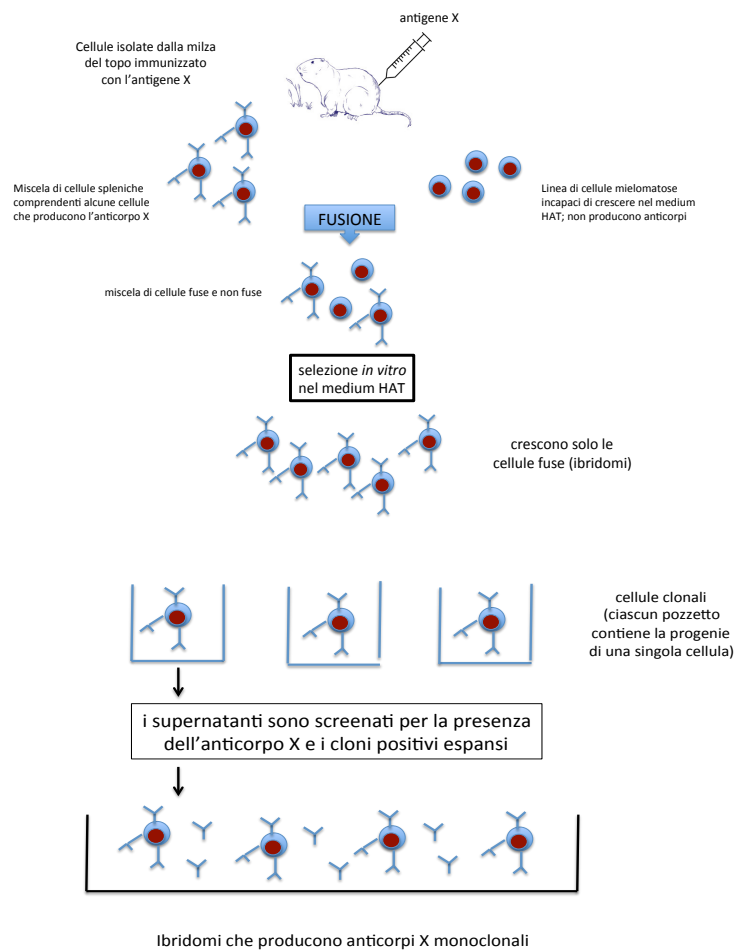 antigene X
Cellule isolate dalla milza
del topo immunizzato
con l'antigene X
Miscela di cellule spleniche
comprendenti alcune cellule
che producono l'anticorpo X
Linea di cellule mielomatose
incapaci di crescere nel medium
HAT; non producono anticorpi
FUSIONE
miscela di cellule fuse e non fuse
selezione in vitro
nel medium HAT
crescono solo le
cellule fuse (ibridomi)
cellule clonali
(ciascun pozzetto
contiene la progenie
di una singola cellula)
i supernatanti sono screenati per la presenza
dell'anticorpo X e i cloni positivi espansi
Ibridomi che producono anticorpi X monoclonali